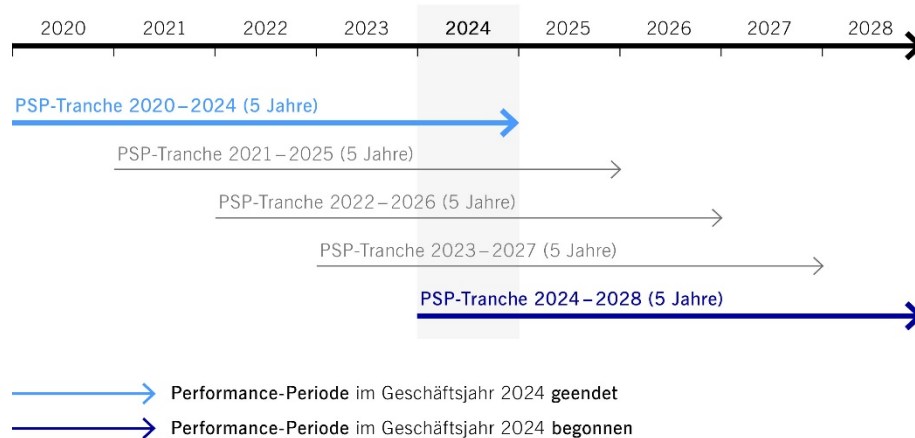 2020 2021 2022 2023 2024 2025 2026 2027 2028
PSP-Tranche 2020–2024 (5 Jahre)
PSP-Tranche 2021–2025 (5 Jahre)
PSP-Tranche 2022–2026 (5 Jahre)
PSP-Tranche 2023–2027 (5 Jahre)
PSP-Tranche 2024–2028 (5 Jahre)
Performance-Periode im Geschäftsjahr 2024 geendet
Performance-Periode im Geschäftsjahr 2024 begonnen